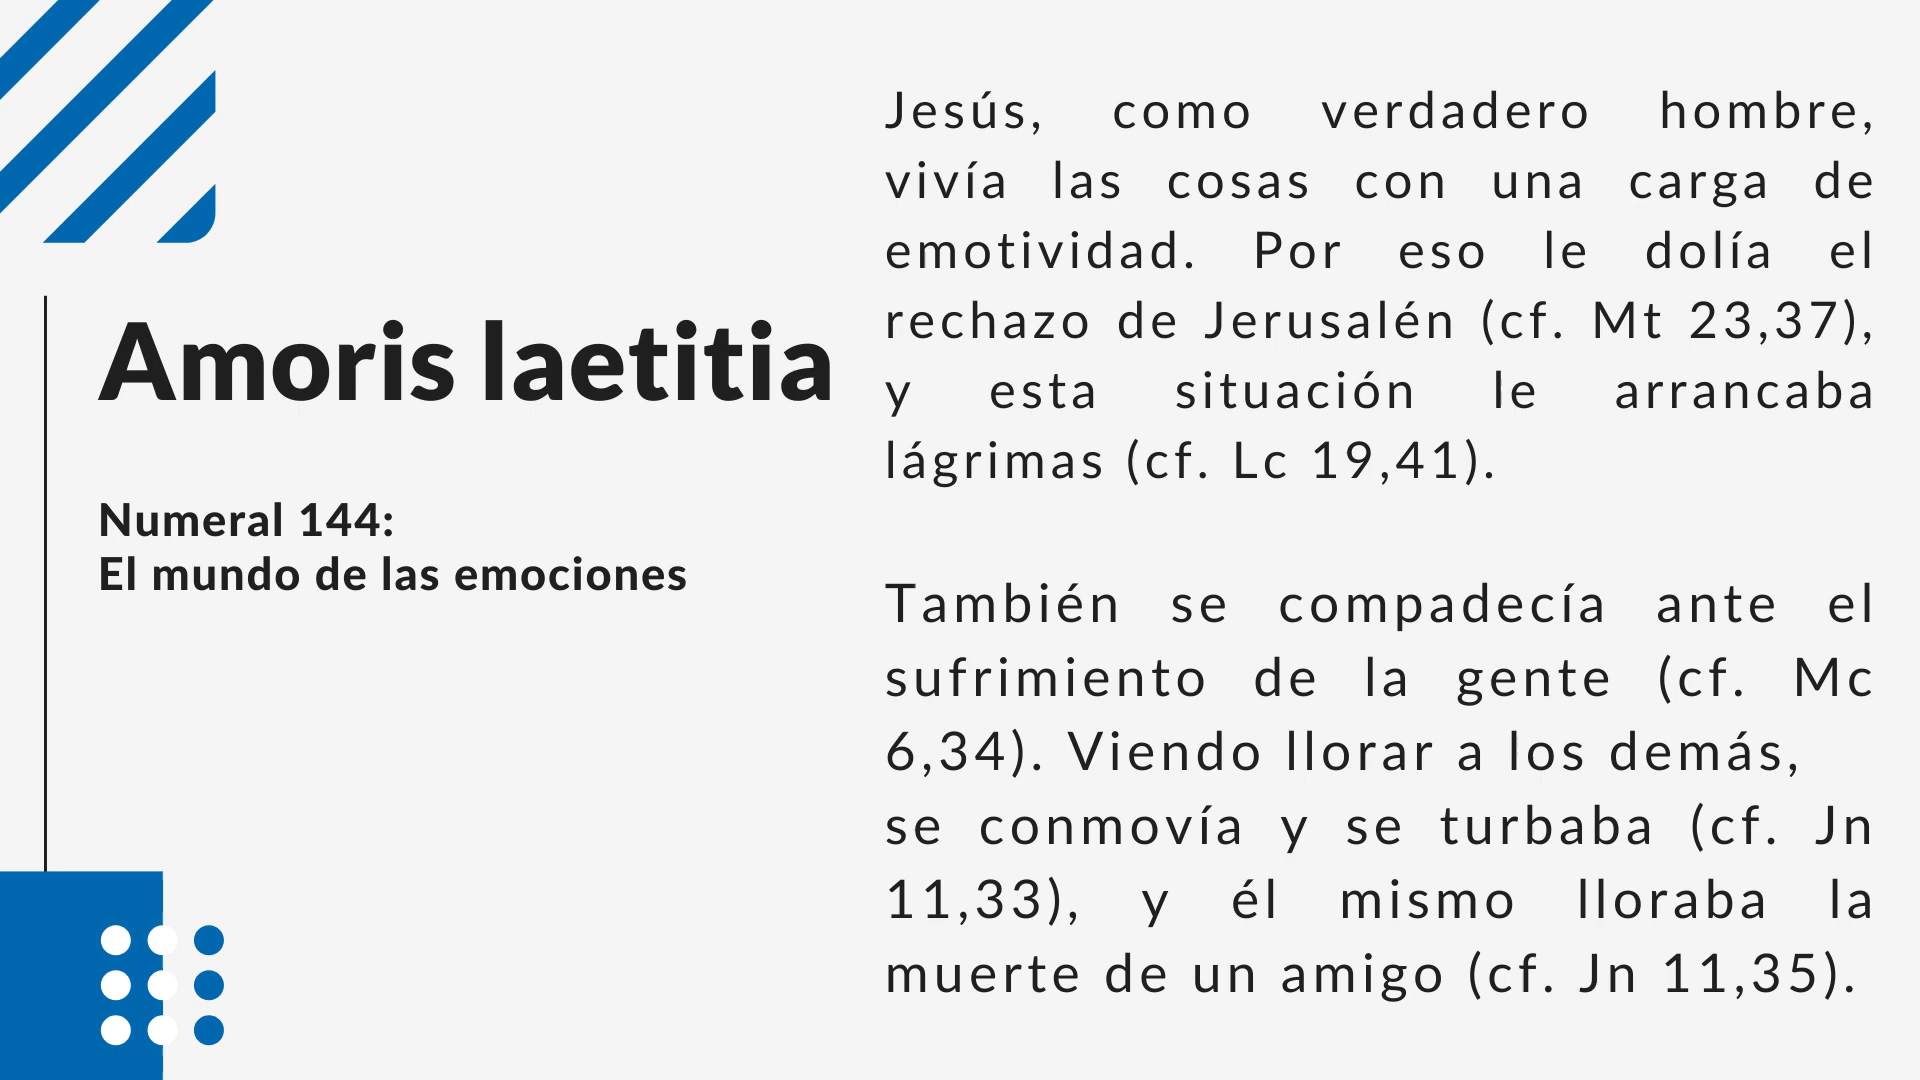 Amoris laetitia
Numeral 144:
El mundo de las emociones
Jesús, como verdadero hombre,
vivía las cosas con una carga de
emotividad. Por eso le dolía el
rechazo de Jerusalén (cf. Mt 23,37),
y esta situación le arrancaba
lágrimas (cf. Lc 19,41).
También se compadecía ante el
sufrimiento de la gente (cf. Mc
6,34). Viendo llorar a los demás,
se conmovía y se turbaba (cf. Jn
11,33), y él mismo lloraba la
muerte de un amigo (cf. Jn 11,35).